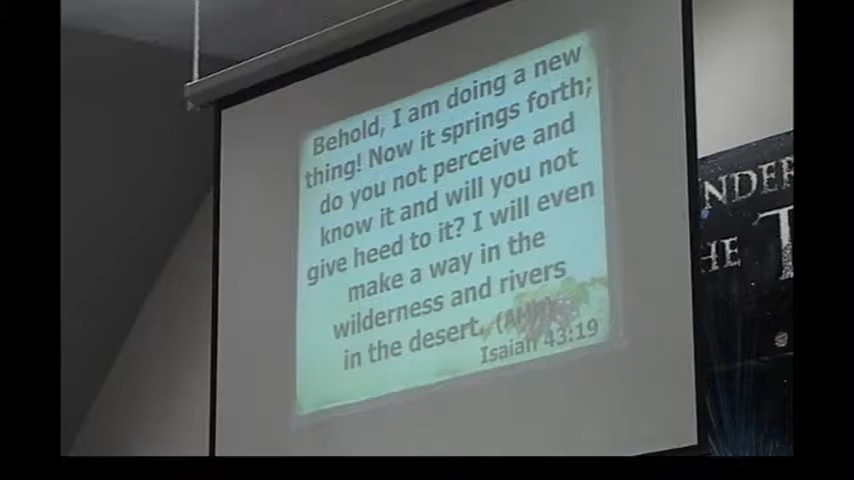 Behold, I am doing a new
thing! Now it springs forth;
do you not perceive and
know it and will you not
give heed to it? I will even
make a way in the
wilderness and rivers
in the desert. (AMP)
Isaiah 43:19
NDER
HE T